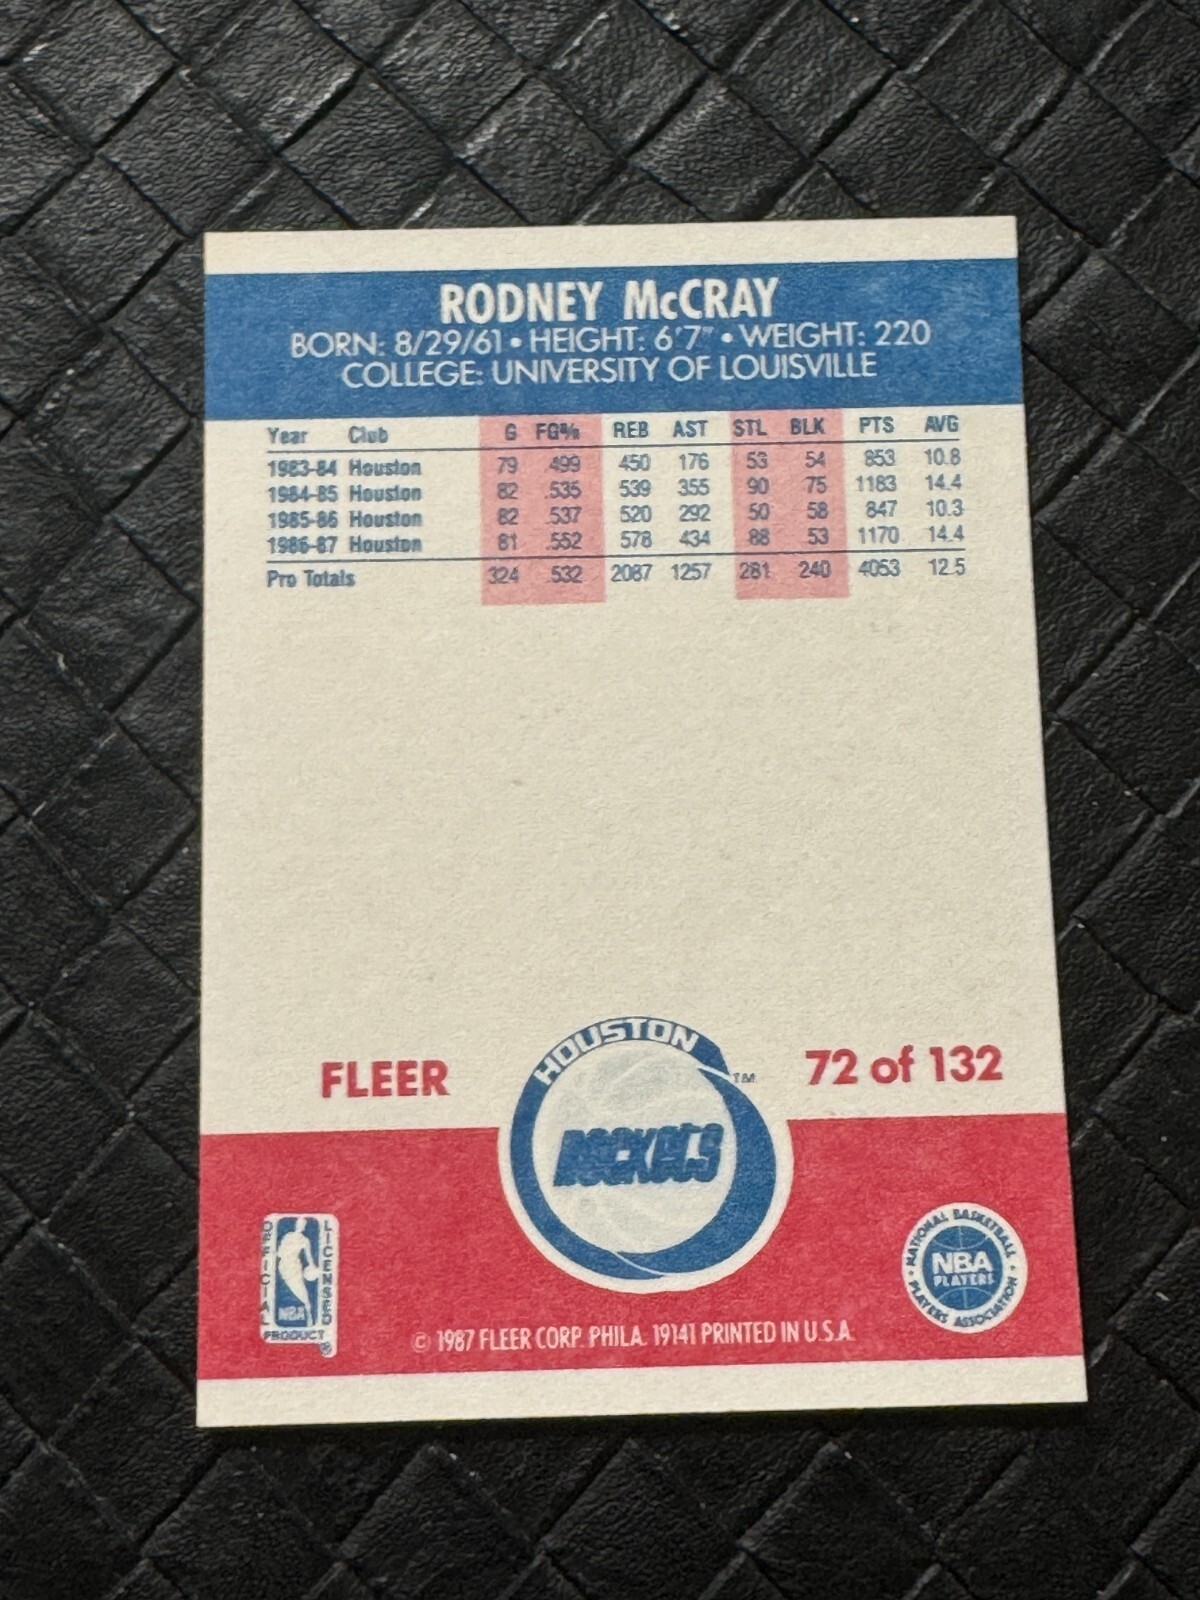 RODNEY McCRAY
BORN: 8/29/61 • HEIGHT: 6'7" • WEIGHT: 220
COLLEGE: UNIVERSITY OF LOUISVILLE
Year Club G FG% REB AST STL BLK PTS AVG
1983-84 Houston 79 .499 450 176 53 54 853 10.8
1984-85 Houston 82 .535 539 355 90 75 1183 14.4
1985-86 Houston 82 .537 520 292 50 58 847 10.3
1986-87 Houston 81 .552 578 434 88 53 1170 14.4
Pro Totals 324 .532 2087 1257 281 240 4053 12.5
HOUSTON
ROCKETS
TM
FLEER
72 of 132
OFFICIAL
LICENSED
NBA
PRODUCT
®
NATIONAL BASKETBALL
NBA
PLAYERS
PLAYERS ASSOCIATION
© 1987 FLEER CORP. PHILA. 19141 PRINTED IN U.S.A.